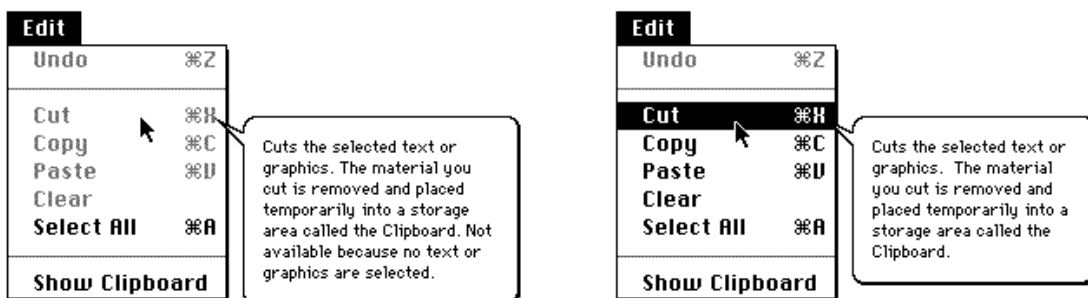 Edit
Undo ⌘Z
Cut ⌘X
Copy ⌘C
Paste ⌘V
Clear
Select All ⌘A
Show Clipboard
Cuts the selected text or
graphics. The material you
cut is removed and placed
temporarily into a storage
area called the Clipboard. Not
available because no text or
graphics are selected.
Edit
Undo ⌘Z
Cut ⌘X
Copy ⌘C
Paste ⌘V
Clear
Select All ⌘A
Show Clipboard
Cuts the selected text or
graphics. The material
you cut is removed and
placed temporarily into a
storage area called the
Clipboard.